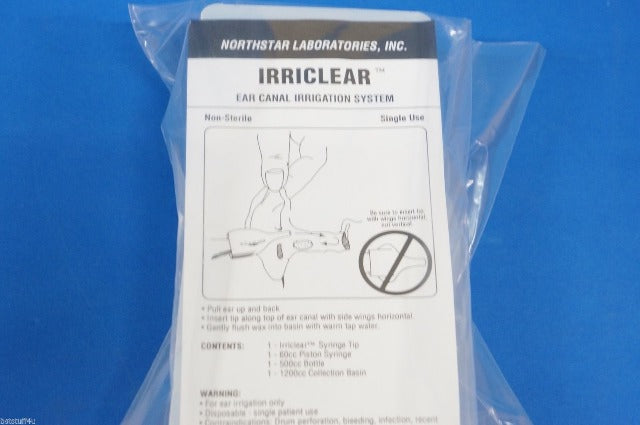 NORTHSTAR LABORATORIES, INC.
IRRICLEAR™
EAR CANAL IRRIGATION SYSTEM
Non-Sterile Single Use
Be sure to insert tip
with wings horizontal,
not vertical.
• Pull ear up and back.
• Insert tip along top of ear canal with side wings horizontal.
• Gently flush wax into basin with warm tap water.
CONTENTS: 1 - Irriclear™ Syringe Tip
1 - 60cc Piston Syringe
1 - 500cc Bottle
1 - 1200cc Collection Basin
WARNING:
• For ear irrigation only
• Disposable - single patient use
• Contraindications: Drum perforation, bleeding, infection, recent
batstuff4u